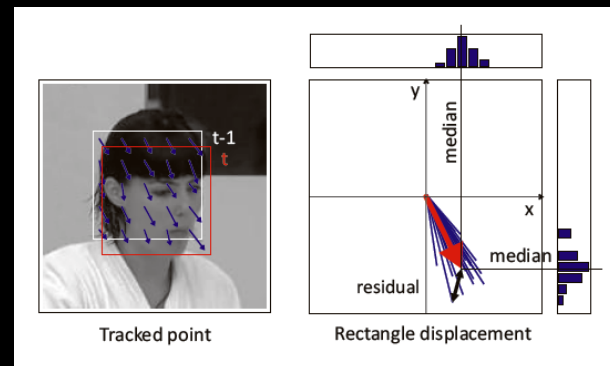 t-1
t
Tracked point
y
median
x
median
residual
Rectangle displacement